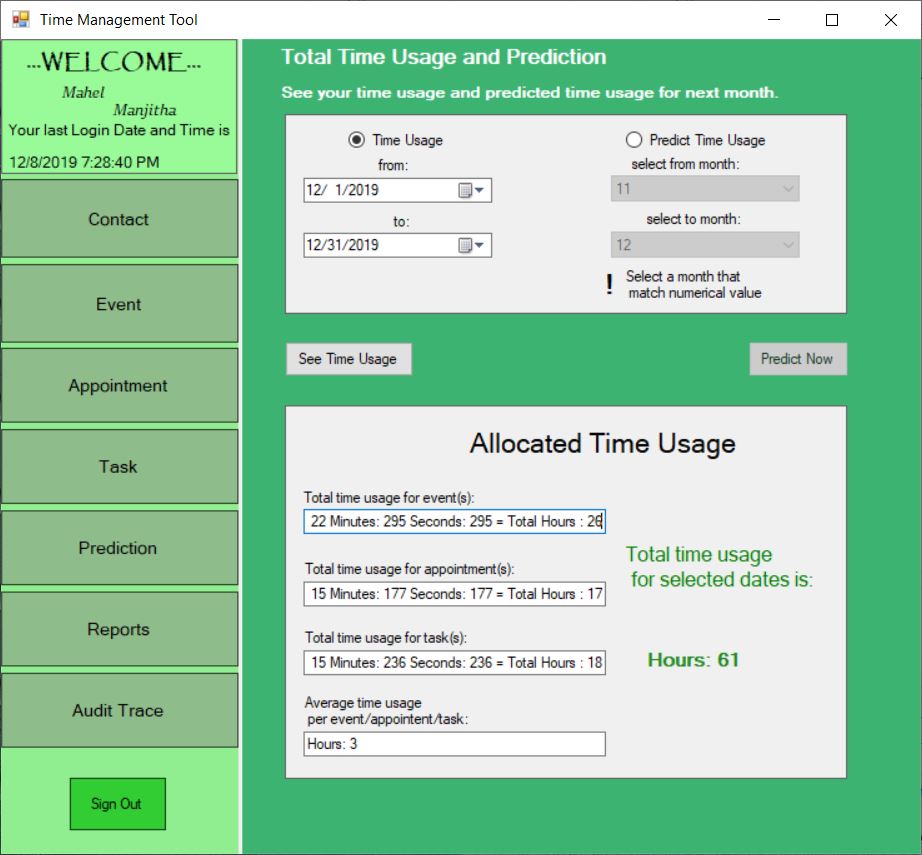 Time Management Tool
...WELCOME...
Mahel
Manjitha
Your last Login Date and Time is
12/8/2019 7:28:40 PM
Contact
Event
Appointment
Task
Prediction
Reports
Audit Trace
Sign Out
Total Time Usage and Prediction
See your time usage and predicted time usage for next month.
Time Usage
from:
12/ 1/2019
to:
12/31/2019
Predict Time Usage
select from month:
11
select to month:
12
! Select a month that
match numerical value
See Time Usage
Predict Now
Allocated Time Usage
Total time usage for event(s):
22 Minutes: 295 Seconds: 295 = Total Hours : 26
Total time usage for appointment(s):
15 Minutes: 177 Seconds: 177 = Total Hours : 17
Total time usage for task(s):
15 Minutes: 236 Seconds: 236 = Total Hours : 18
Average time usage
per event/appointent/task:
Hours: 3
Total time usage
for selected dates is:
Hours: 61